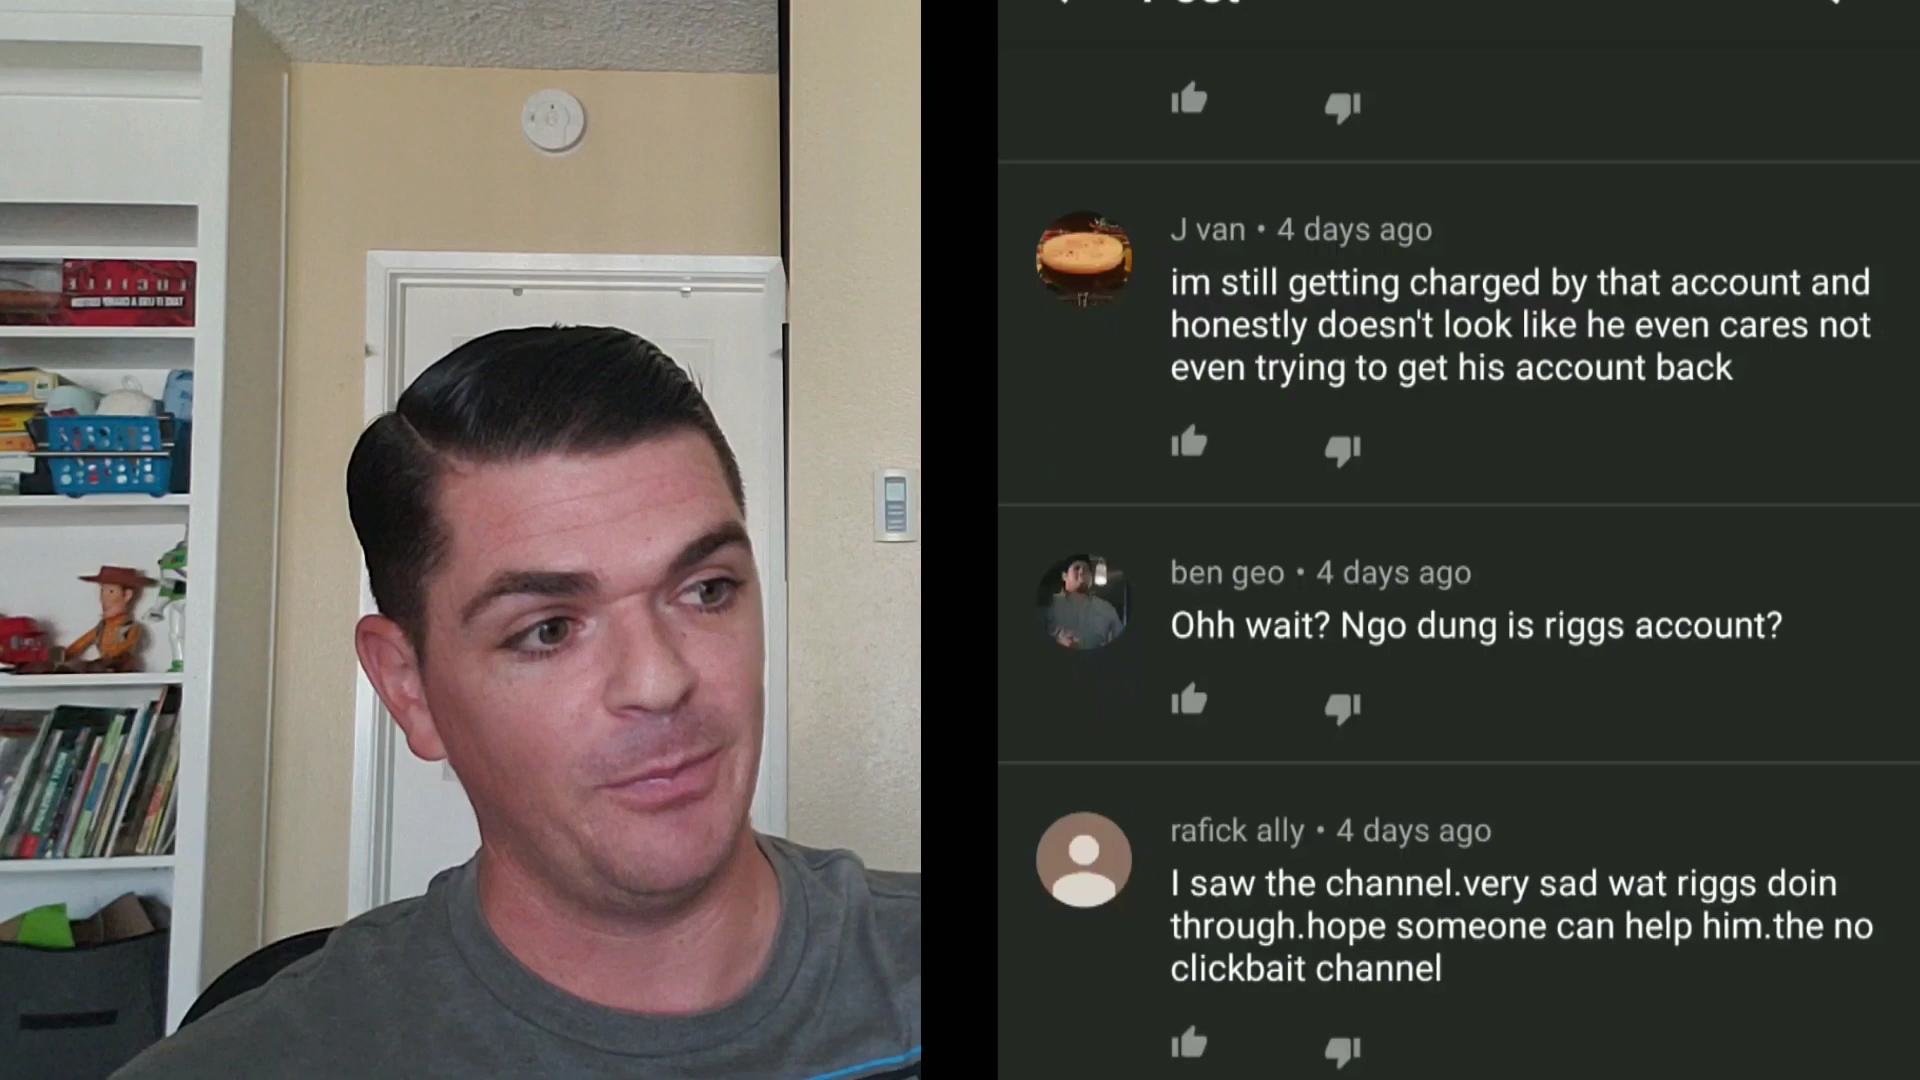 J van • 4 days ago
im still getting charged by that account and
honestly doesn't look like he even cares not
even trying to get his account back
ben geo • 4 days ago
Ohh wait? Ngo dung is riggs account?
rafick ally • 4 days ago
I saw the channel.very sad wat riggs doin
through.hope someone can help him.the no
clickbait channel